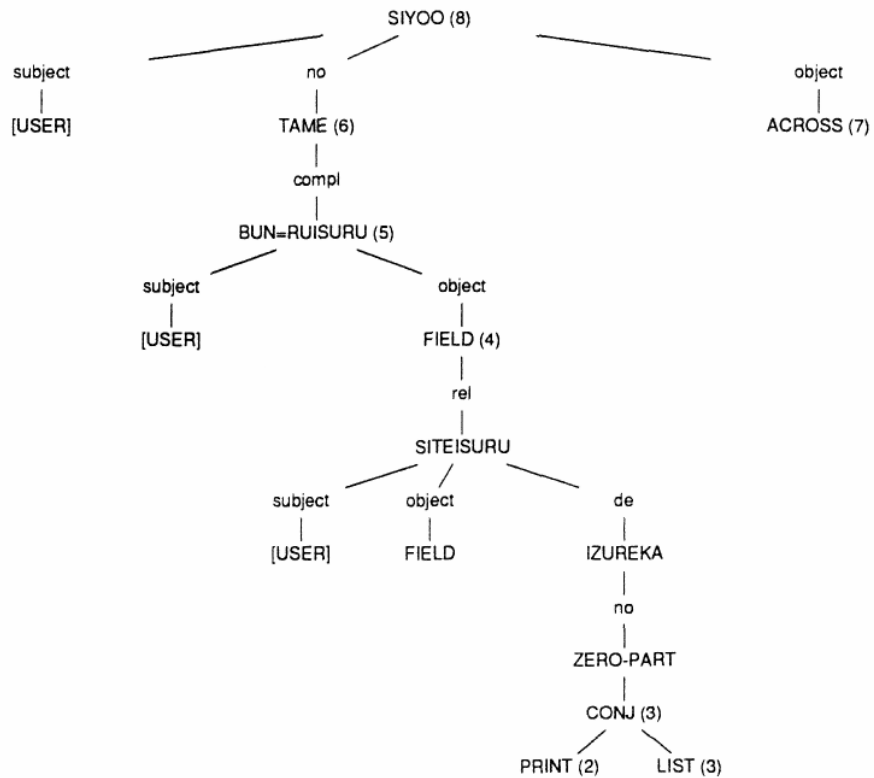 SIYOO (8)
subject no object
[USER] TAME (6) ACROSS (7)
compl
BUN=RUISURU (5)
subject object
[USER] FIELD (4)
rel
SITEISURU
subject object de
[USER] FIELD IZUREKA
no
ZERO-PART
CONJ (3)
PRINT (2) LIST (3)